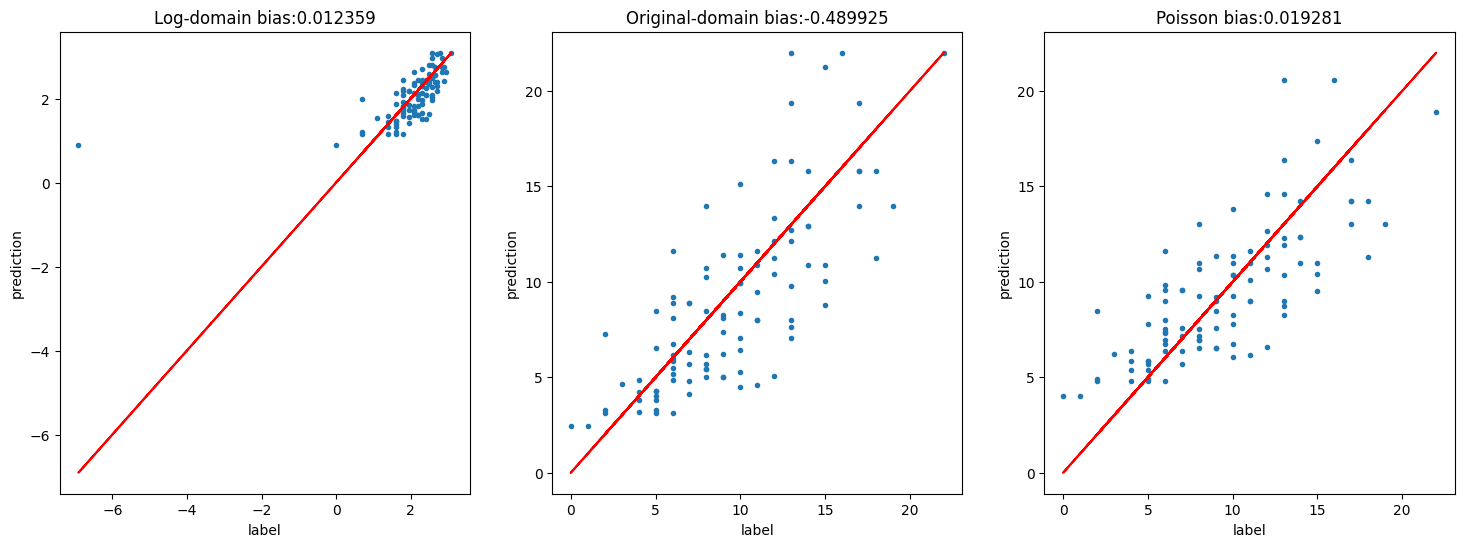 Log-domain bias:0.012359
2
0
−2
−4
−6
prediction
−6 −4 −2 0 2
label
Original-domain bias:-0.489925
20
15
10
5
0
prediction
0 5 10 15 20
label
Poisson bias:0.019281
20
15
10
5
0
prediction
0 5 10 15 20
label